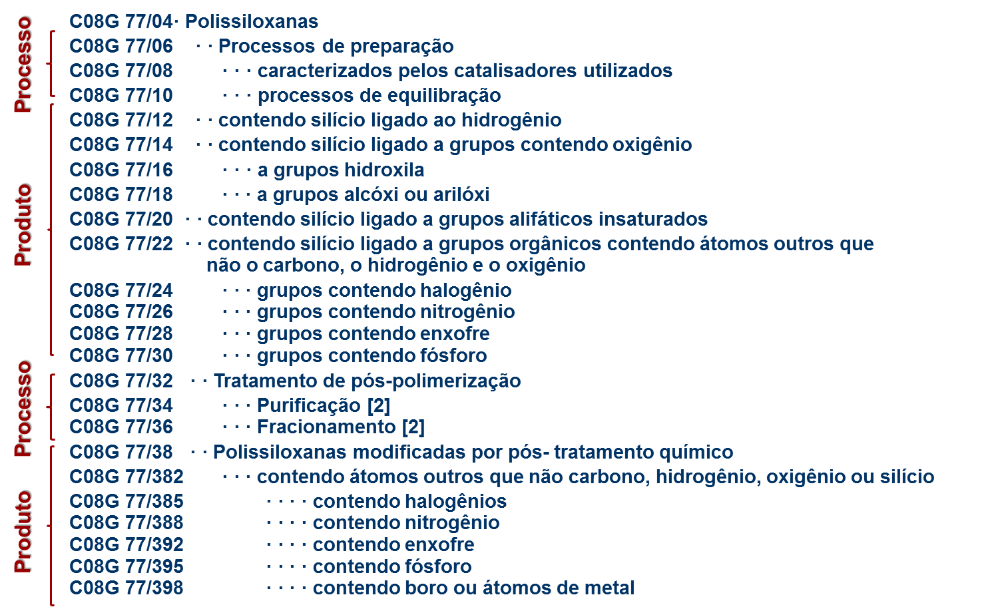 Processo
C08G 77/04· Polissiloxanas
C08G 77/06 · · Processos de preparação
C08G 77/08 · · · caracterizados pelos catalisadores utilizados
C08G 77/10 · · · processos de equilibração
Produto
C08G 77/12 · · contendo silício ligado ao hidrogênio
C08G 77/14 · · contendo silício ligado a grupos contendo oxigênio
C08G 77/16 · · · a grupos hidroxila
C08G 77/18 · · · a grupos alcóxi ou arilóxi
C08G 77/20 · · contendo silício ligado a grupos alifáticos insaturados
C08G 77/22 · · contendo silício ligado a grupos orgânicos contendo átomos outros que
não o carbono, o hidrogênio e o oxigênio
C08G 77/24 · · · grupos contendo halogênio
C08G 77/26 · · · grupos contendo nitrogênio
C08G 77/28 · · · grupos contendo enxofre
C08G 77/30 · · · grupos contendo fósforo
Processo
C08G 77/32 · · Tratamento de pós-polimerização
C08G 77/34 · · · Purificação [2]
C08G 77/36 · · · Fracionamento [2]
Produto
C08G 77/38 · · Polissiloxanas modificadas por pós- tratamento químico
C08G 77/382 · · · contendo átomos outros que não carbono, hidrogênio, oxigênio ou silício
C08G 77/385 · · · · contendo halogênios
C08G 77/388 · · · · contendo nitrogênio
C08G 77/392 · · · · contendo enxofre
C08G 77/395 · · · · contendo fósforo
C08G 77/398 · · · · contendo boro ou átomos de metal